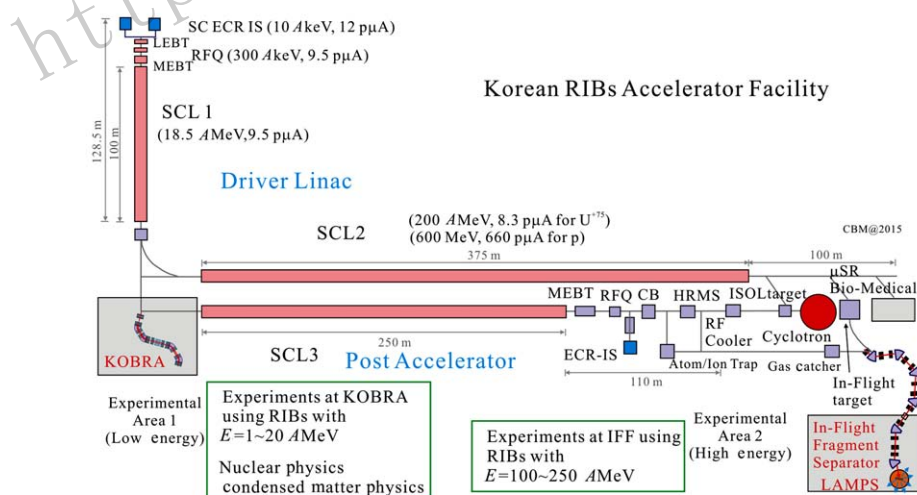 http
SC ECR IS (10 AkeV, 12 pμA)
LEBT
RFQ (300 AkeV, 9.5 pμA)
MEBT
Korean RIBs Accelerator Facility
SCL 1
(18.5 AMeV,9.5 pμA)
128.5 m
100 m
Driver Linac
SCL2
(200 AMeV, 8.3 pμA for U+75)
(600 MeV, 660 pμA for p)
CBM@2015
375 m
100 m
μSR
Bio-Medical
MEBT
RFQ
CB
HRMS
ISOLtarget
KOBRA
250 m
SCL3
Post Accelerator
ECR-IS
RF
Cooler
Cyclotron
Atom/Ion Trap
Gas catcher
110 m
In-Flight
target
Experimental
Area 1
(Low energy)
Experiments at KOBRA
using RIBs with
E=1~20 AMeV
Nuclear physics
condensed matter physics
Experiments at IFF using
RIBs with
E=100~250 AMeV
Experimental
Area 2
(High energy)
In-Flight
Fragment
Separator
LAMPS